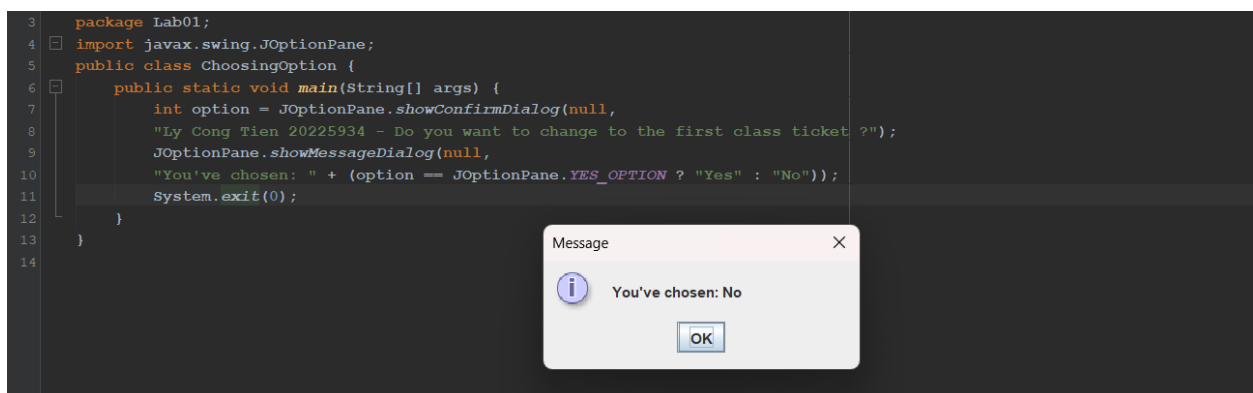 3 package Lab01;
4 import javax.swing.JOptionPane;
5 public class ChoosingOption {
6 public static void main(String[] args) {
7 int option = JOptionPane.showConfirmDialog(null,
8 "Ly Cong Tien 20225934 - Do you want to change to the first class ticket ?");
9 JOptionPane.showMessageDialog(null,
10 "You've chosen: " + (option == JOptionPane.YES_OPTION ? "Yes" : "No"));
11 System.exit(0);
12 }
13 }
14
Message
You've chosen: No
OK